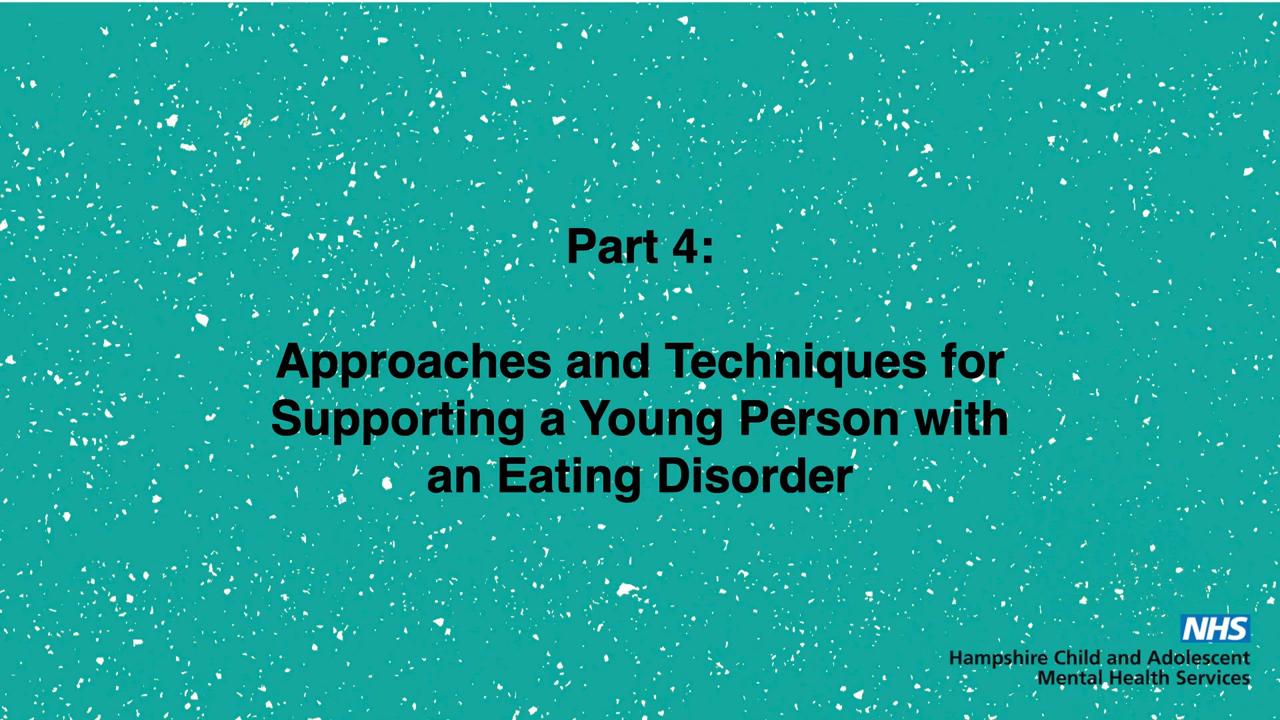 Part 4:
Approaches and Techniques for
Supporting a Young Person with
an Eating Disorder
NHS
Hampshire Child and Adolescent
Mental Health Services